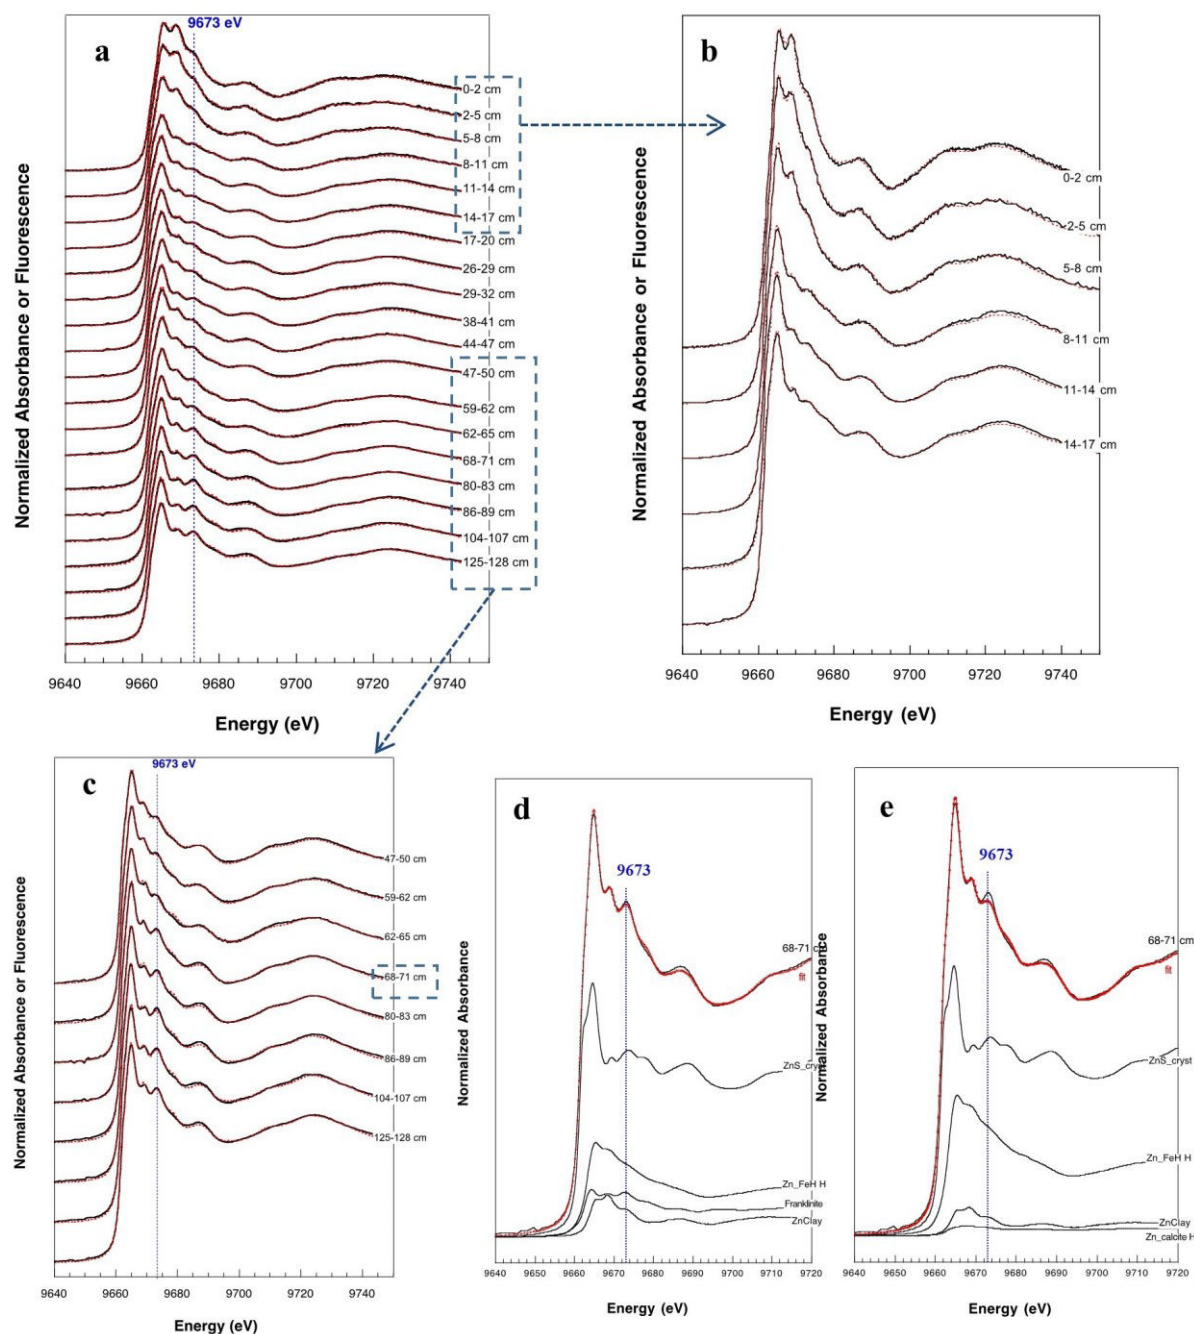 a
9673 eV
0-2 cm
2-5 cm
5-8 cm
8-11 cm
11-14 cm
14-17 cm
17-20 cm
26-29 cm
29-32 cm
38-41 cm
44-47 cm
47-50 cm
59-62 cm
62-65 cm
68-71 cm
80-83 cm
86-89 cm
104-107 cm
125-128 cm
Normalized Absorbance or Fluorescence
9640 9660 9680 9700 9720 9740
Energy (eV)
b
0-2 cm
2-5 cm
5-8 cm
8-11 cm
11-14 cm
14-17 cm
Normalized Absorbance or Fluorescence
9640 9660 9680 9700 9720 9740
Energy (eV)
c
9673 eV
47-50 cm
59-62 cm
62-65 cm
68-71 cm
80-83 cm
86-89 cm
104-107 cm
125-128 cm
Normalized Absorbance or Fluorescence
9640 9660 9680 9700 9720 9740
Energy (eV)
d
9673
68-71 cm
fit
ZnS_cryst
Zn_FeH H
Franklinite
ZnClay
Normalized Absorbance
9640 9650 9660 9670 9680 9690 9700 9710 9720
Energy (eV)
e
9673
68-71 cm
fit
ZnS_cryst
Zn_FeH H
ZnClay
Zn_calcite H
Normalized Absorbance
9640 9650 9660 9670 9680 9690 9700 9710 9720
Energy (eV)